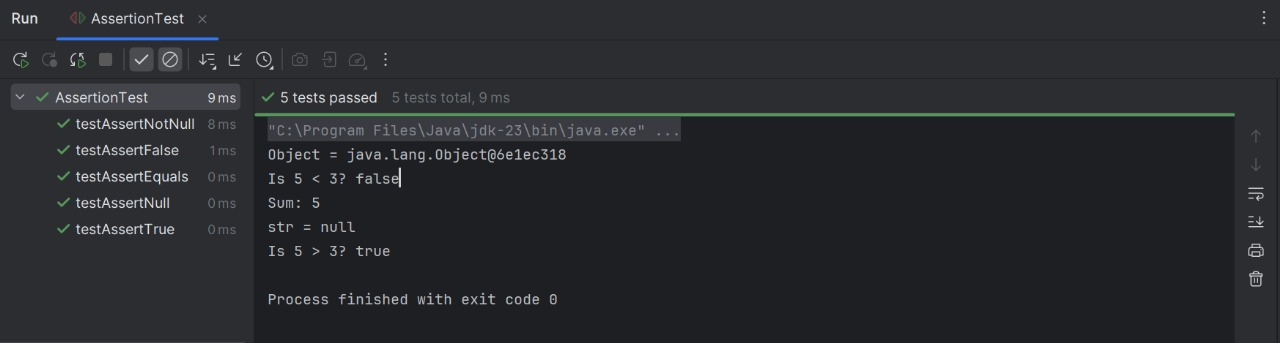 Run AssertionTest
AssertionTest 9 ms
testAssertNotNull 8 ms
testAssertFalse 1 ms
testAssertEquals 0 ms
testAssertNull 0 ms
testAssertTrue 0 ms
5 tests passed 5 tests total, 9 ms
"C:\Program Files\Java\jdk-23\bin\java.exe" ...
Object = java.lang.Object@6e1ec318
Is 5 < 3? false
Sum: 5
str = null
Is 5 > 3? true
Process finished with exit code 0